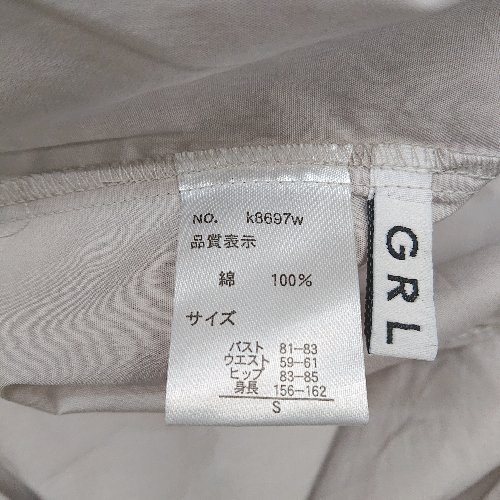 NO. k8697w
品質表示
綿 100%
サイズ
バスト 81-83
ウエスト 59-61
ヒップ 83-85
身長 156-162
S
GRL